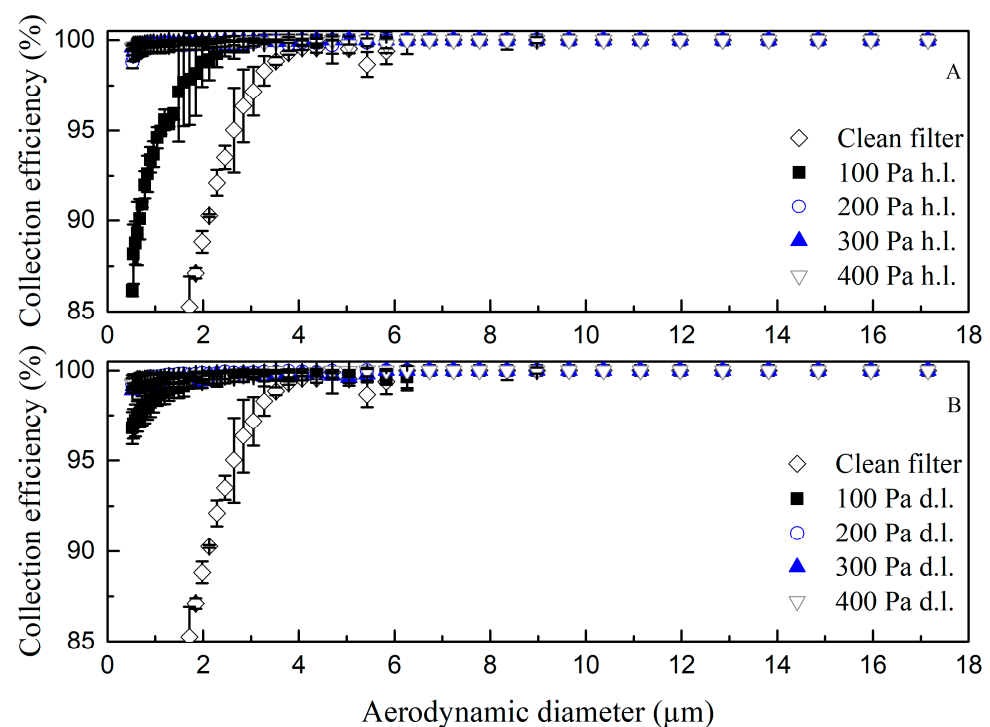 Collection efficiency (%)
100
95
90
85
A
Clean filter
100 Pa h.l.
200 Pa h.l.
300 Pa h.l.
400 Pa h.l.
0 2 4 6 8 10 12 14 16 18
Collection efficiency (%)
100
95
90
85
B
Clean filter
100 Pa d.l.
200 Pa d.l.
300 Pa d.l.
400 Pa d.l.
0 2 4 6 8 10 12 14 16 18
Aerodynamic diameter (µm)